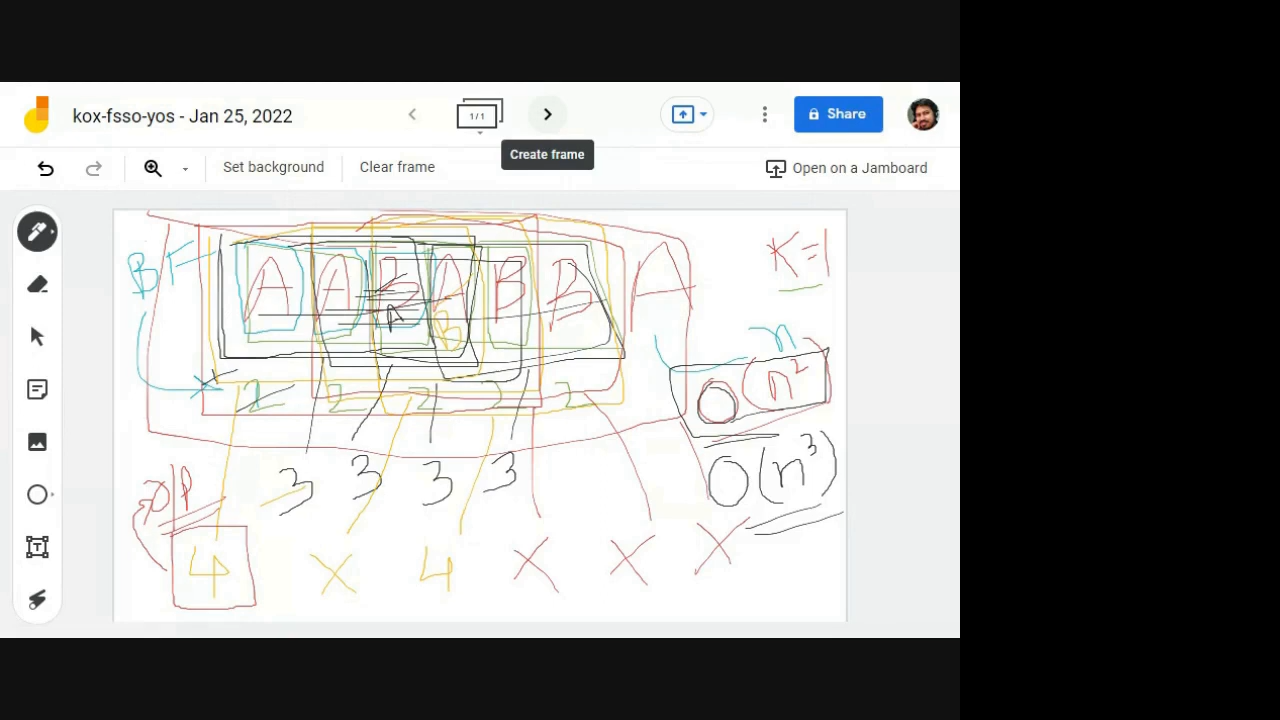 kox-fsso-yos - Jan 25, 2022
1/1
Share
Create frame
Set background
Clear frame
Open on a Jamboard
BF
A A B A B B A
K=1
A
B
n
2 2 2 2 2
O(n²)
3 3 3 3
O(n³)
O/P
4 X 4 X X X